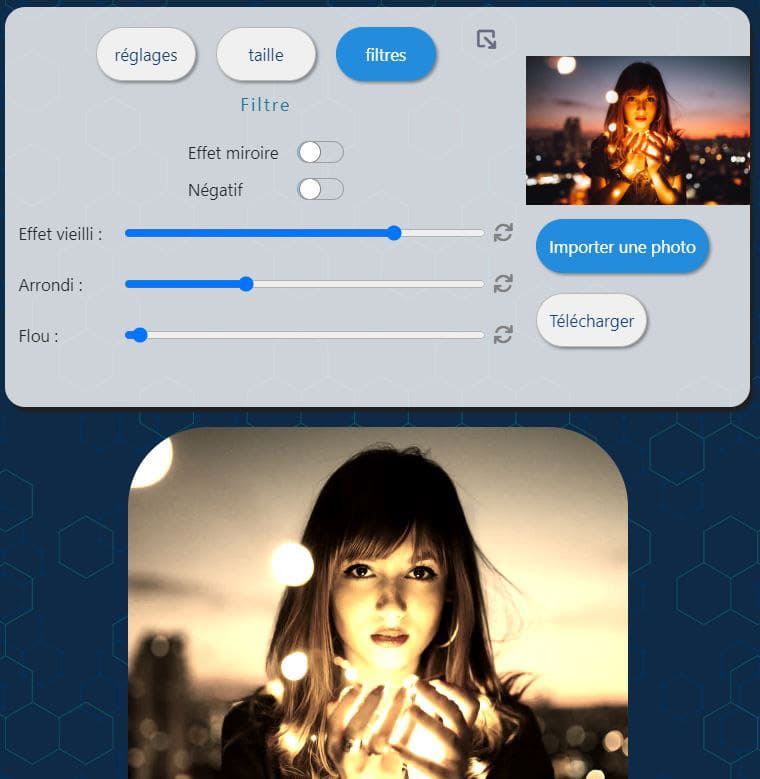 réglages
taille
filtres
Filtre
Effet miroire
Négatif
Effet vieilli :
Arrondi :
Flou :
Importer une photo
Télécharger